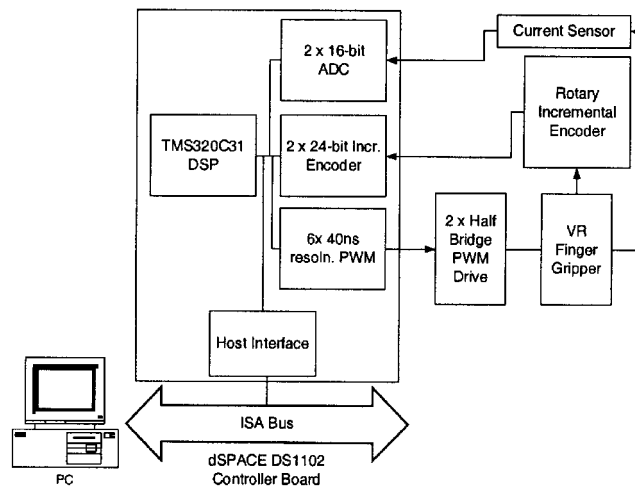 2 x 16-bit
ADC
Current Sensor
Rotary
Incremental
Encoder
TMS320C31
DSP
2 x 24-bit Incr.
Encoder
6x 40ns
resoln. PWM
2 x Half
Bridge
PWM
Drive
VR
Finger
Gripper
Host Interface
ISA Bus
dSPACE DS1102
Controller Board
PC